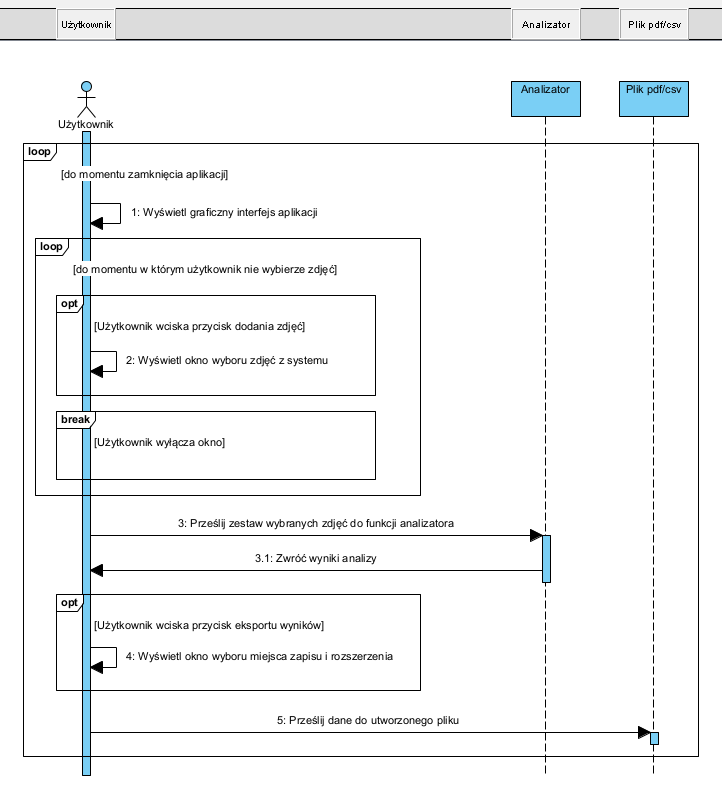 Użytkownik
Analizator
Plik pdf/csv
Analizator
Plik pdf/csv
Użytkownik
loop
[do momentu zamknięcia aplikacji]
1: Wyświetl graficzny interfejs aplikacji
loop
[do momentu w którym użytkownik nie wybierze zdjęć]
opt
[Użytkownik wciska przycisk dodania zdjęć]
2: Wyświetl okno wyboru zdjęć z systemu
break
[Użytkownik wyłącza okno]
3: Prześlij zestaw wybranych zdjęć do funkcji analizatora
3.1: Zwróć wyniki analizy
opt
[Użytkownik wciska przycisk eksportu wyników]
4: Wyświetl okno wyboru miejsca zapisu i rozszerzenia
5: Prześlij dane do utworzonego pliku